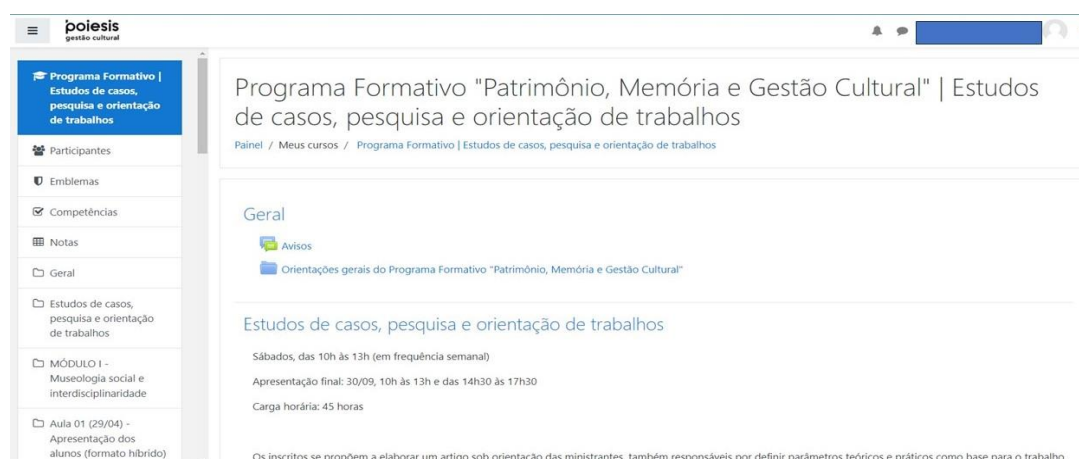 poiesis
gestão cultural
Programa Formativo |
Estudos de casos,
pesquisa e orientação
de trabalhos
Participantes
Emblemas
Competências
Notas
Geral
Estudos de casos,
pesquisa e orientação
de trabalhos
MÓDULO I -
Museologia social e
interdisciplinaridade
Aula 01 (29/04) -
Apresentação dos
alunos (formato híbrido)
Programa Formativo "Patrimônio, Memória e Gestão Cultural" | Estudos
de casos, pesquisa e orientação de trabalhos
Painel / Meus cursos / Programa Formativo | Estudos de casos, pesquisa e orientação de trabalhos
Geral
Avisos
Orientações gerais do Programa Formativo "Patrimônio, Memória e Gestão Cultural"
Estudos de casos, pesquisa e orientação de trabalhos
Sábados, das 10h às 13h (em frequência semanal)
Apresentação final: 30/09, 10h às 13h e das 14h30 às 17h30
Carga horária: 45 horas
Os inscritos se propõem a elaborar um artigo sob orientação das ministrantes, também responsáveis por definir parâmetros teóricos e práticos como base para o trabalho